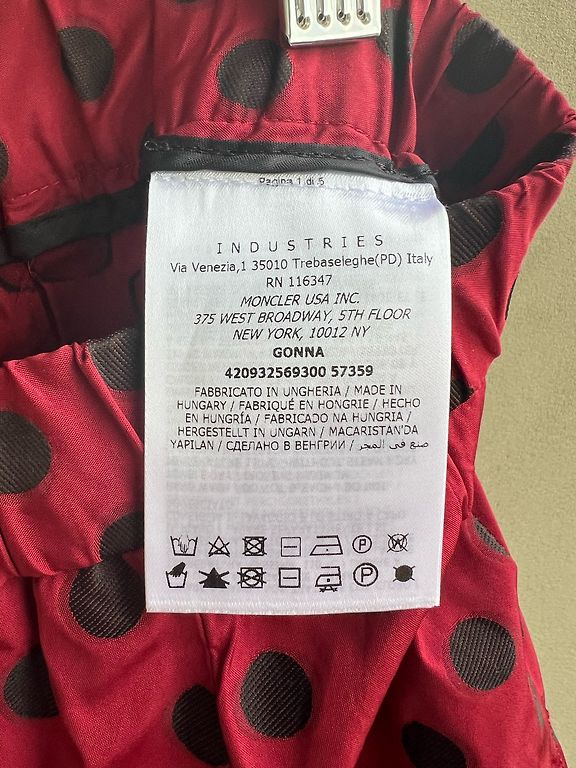 Pagina 1 di 5
INDUSTRIES
Via Venezia,1 35010 Trebaseleghe(PD) Italy
RN 116347
MONCLER USA INC.
375 WEST BROADWAY, 5TH FLOOR
NEW YORK, 10012 NY
GONNA
420932569300 57359
FABBRICATO IN UNGHERIA / MADE IN
HUNGARY / FABRIQUÉ EN HONGRIE / HECHO
EN HUNGRÍA / FABRICADO NA HUNGRIA /
HERGESTELLT IN UNGARN / MACARISTAN'DA
YAPILAN / СДЕЛАНО В ВЕНГРИИ / صنع في المجر
P W
P